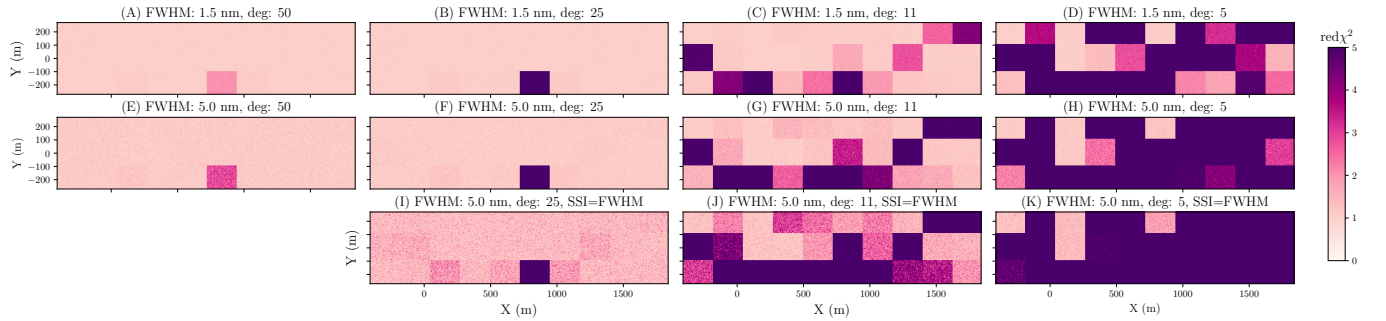 (A) FWHM: 1.5 nm, deg: 50
(B) FWHM: 1.5 nm, deg: 25
(C) FWHM: 1.5 nm, deg: 11
(D) FWHM: 1.5 nm, deg: 5
Y (m)
200
100
0
−100
−200
redχ²
5
4
3
2
1
0
(E) FWHM: 5.0 nm, deg: 50
(F) FWHM: 5.0 nm, deg: 25
(G) FWHM: 5.0 nm, deg: 11
(H) FWHM: 5.0 nm, deg: 5
Y (m)
200
100
0
−100
−200
(I) FWHM: 5.0 nm, deg: 25, SSI=FWHM
(J) FWHM: 5.0 nm, deg: 11, SSI=FWHM
(K) FWHM: 5.0 nm, deg: 5, SSI=FWHM
Y (m)
0 500 1000 1500
X (m)
0 500 1000 1500
X (m)
0 500 1000 1500
X (m)